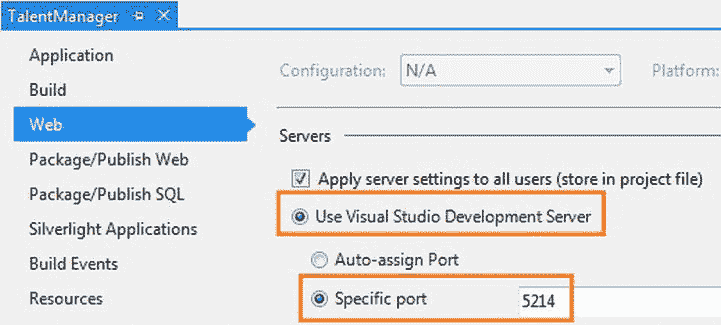 TalentManager
Application
Build
Web
Package/Publish Web
Package/Publish SQL
Silverlight Applications
Build Events
Resources
Configuration: N/A Platform:
Servers
Apply server settings to all users (store in project file)
Use Visual Studio Development Server
Auto-assign Port
Specific port 5214